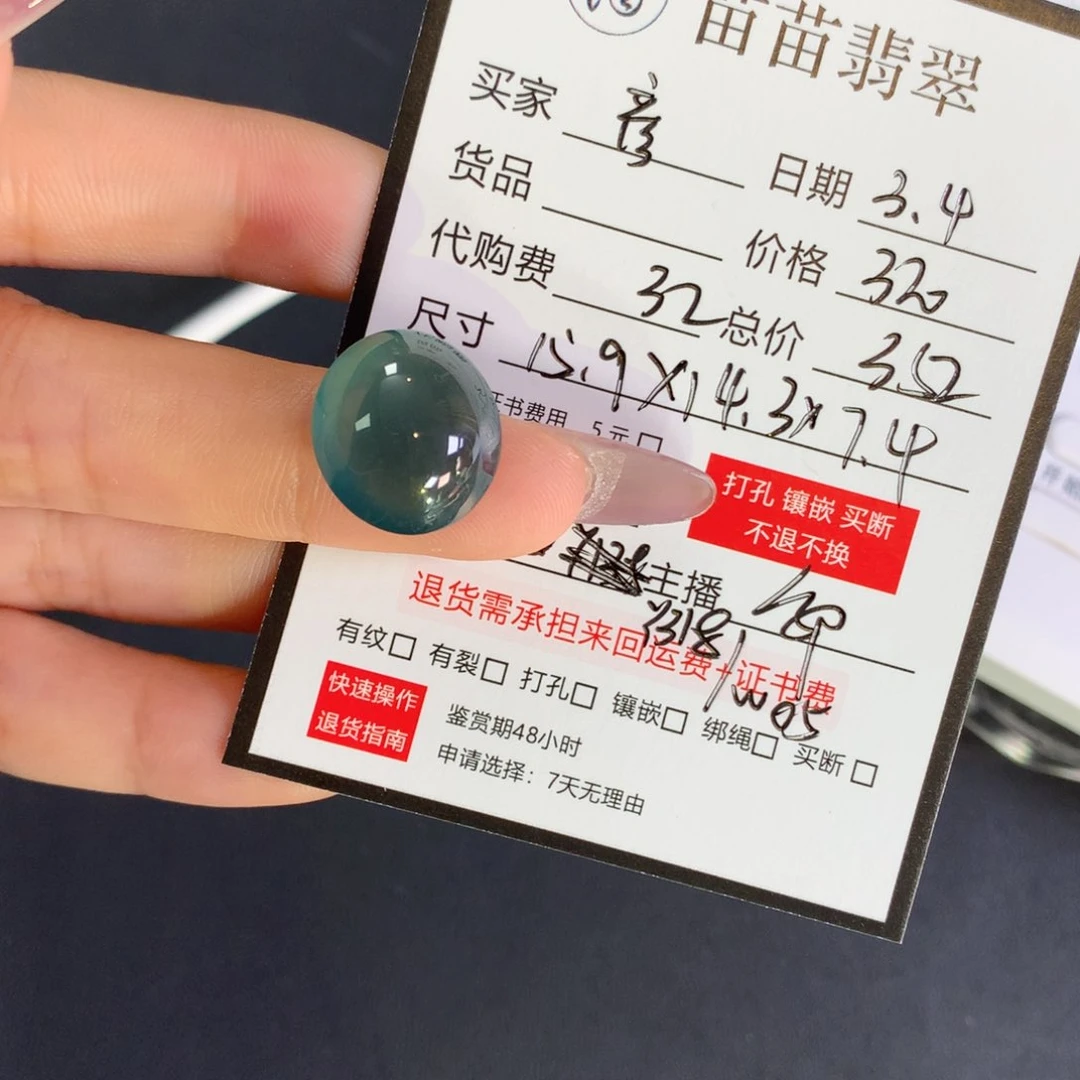 苗苗翡翠
买家 彦 日期 3.4
货品 价格 320
代购费 32 总价 352
尺寸 15.9X14.3x7.4
证书费用 5元
打孔 镶嵌 买断
不退不换
主播
退货需承担来回运费+证书费
有纹 有裂 打孔 镶嵌 绑绳 买断
快速操作
退货指南
鉴赏期48小时
申请选择：7天无理由